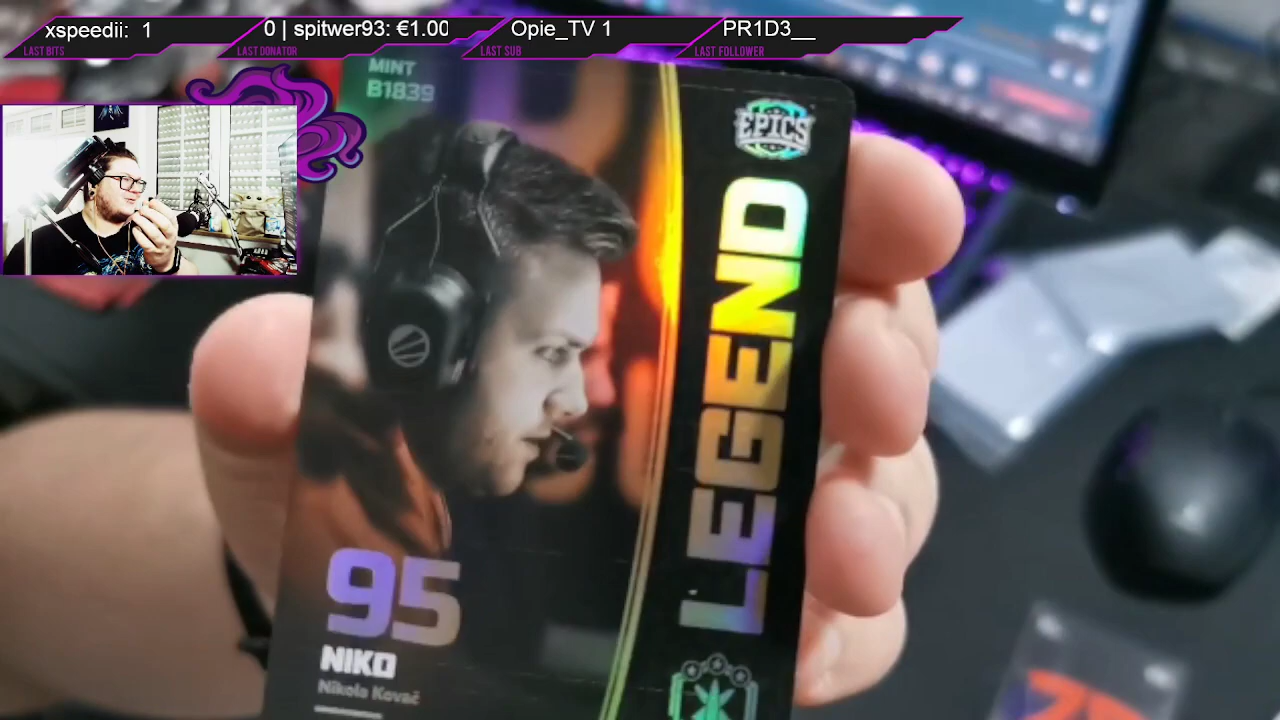 xspeedii:  1
LAST BITS
0 | spitwer93: €1.00
LAST DONATOR
Opie_TV 1
LAST SUB
PR1D3__
LAST FOLLOWER
MINT
B1839
EPICS
LEGEND
95
NIKO
Nikola Kovač